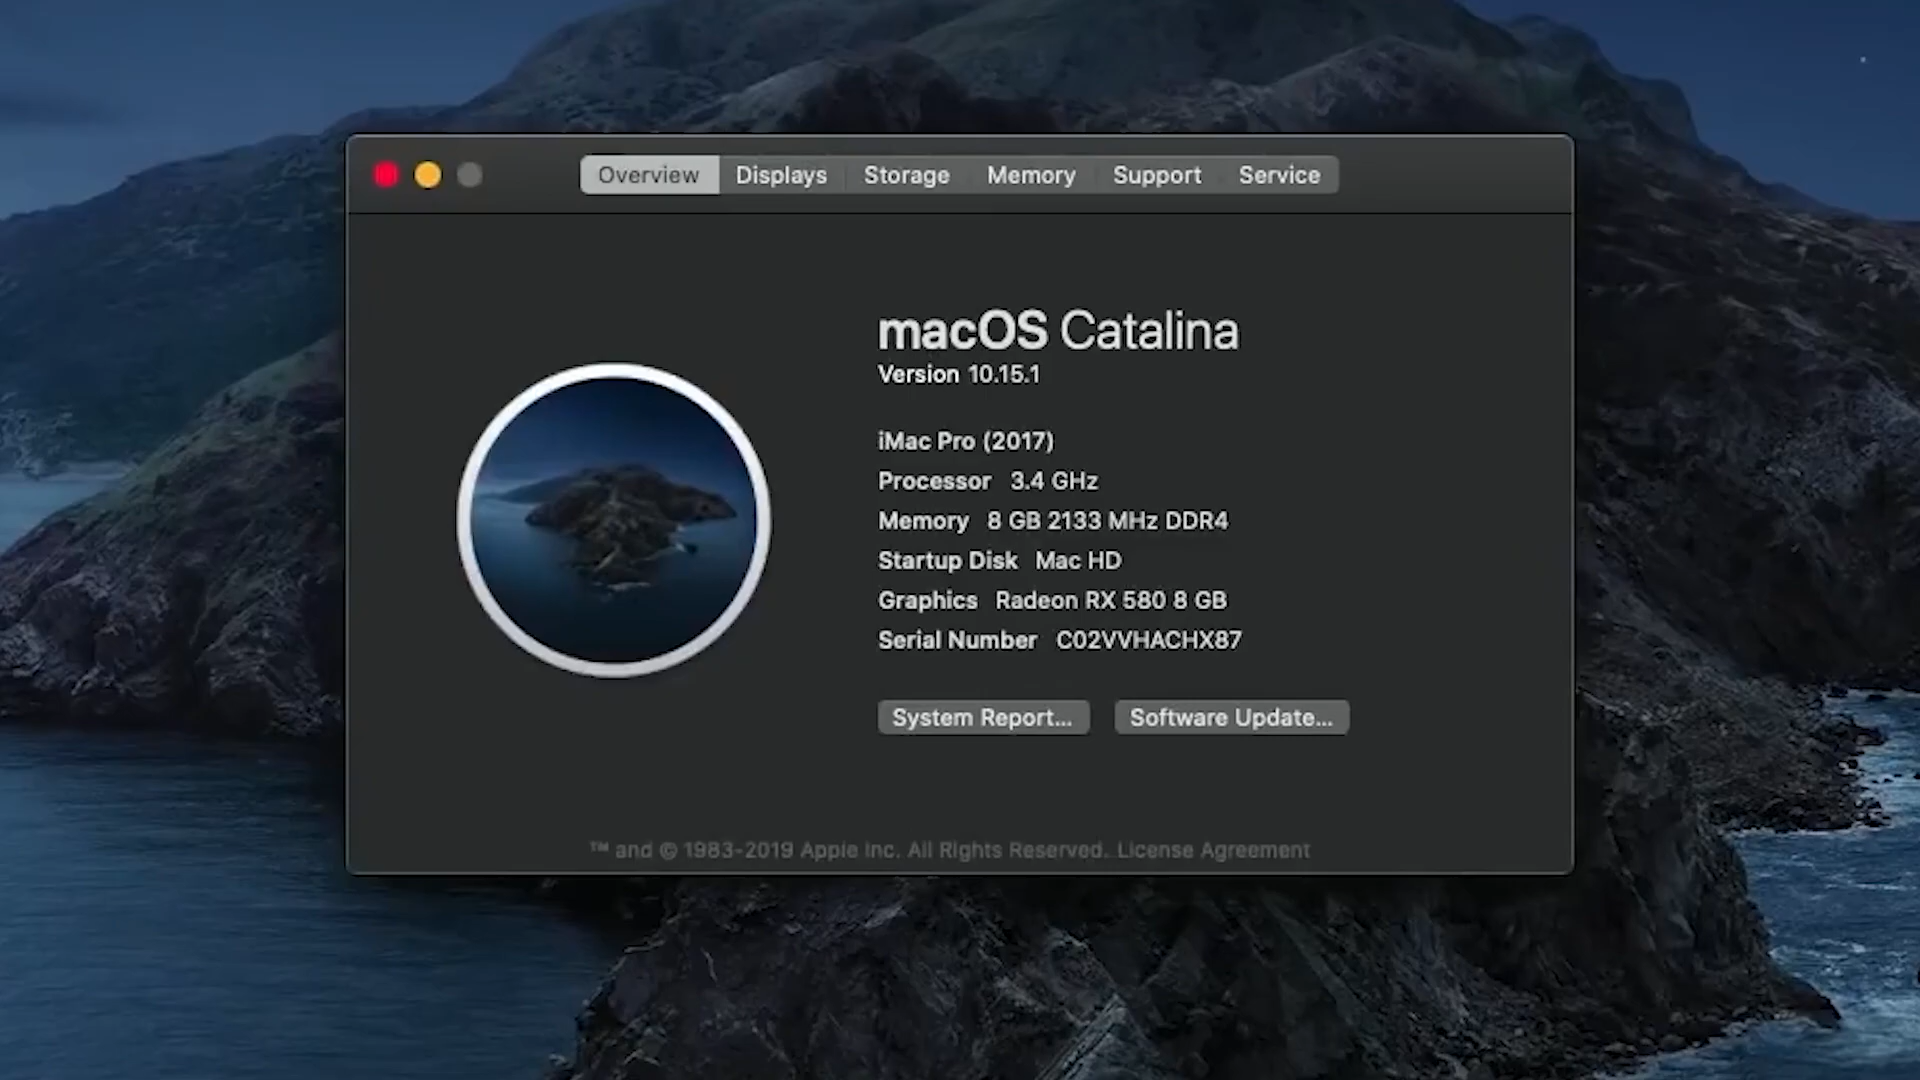 Overview Displays Storage Memory Support Service
macOS Catalina
Version 10.15.1
iMac Pro (2017)
Processor 3.4 GHz
Memory 8 GB 2133 MHz DDR4
Startup Disk Mac HD
Graphics Radeon RX 580 8 GB
Serial Number C02VVHACHX87
System Report... Software Update...
™ and © 1983-2019 Apple Inc. All Rights Reserved. License Agreement